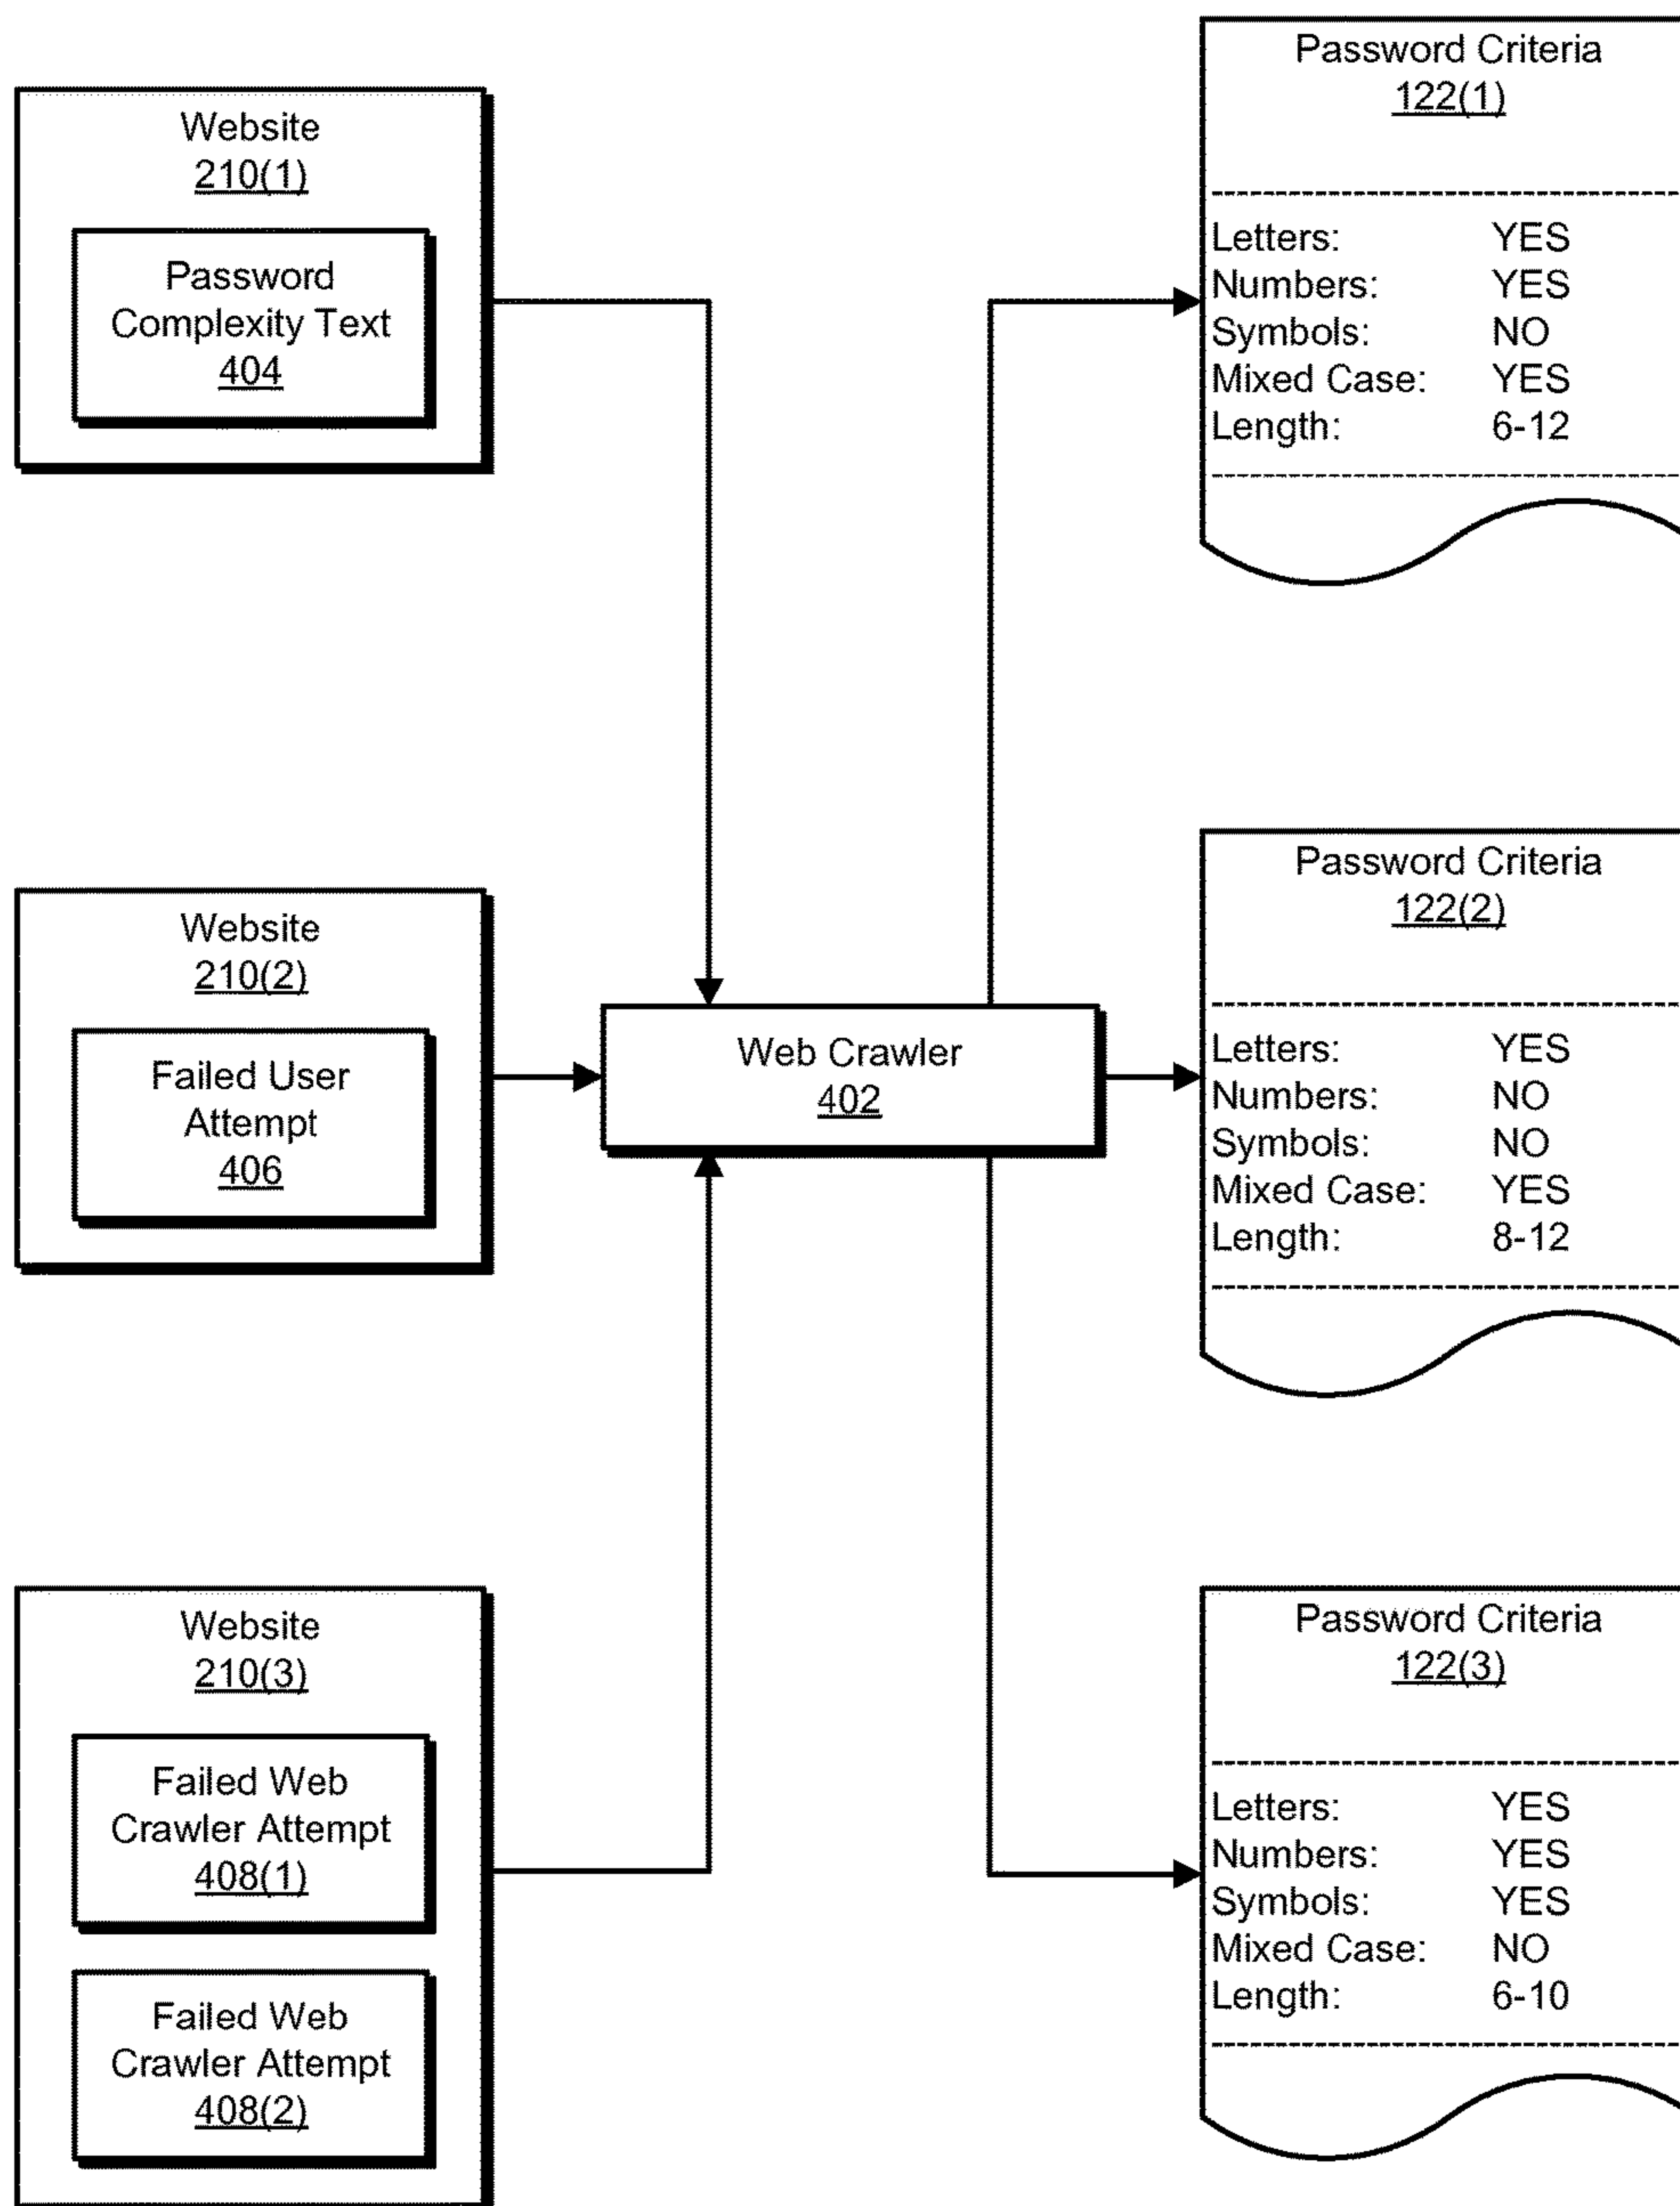 Website
210(1)
Password
Complexity Text
404
Website
210(2)
Failed User
Attempt
406
Website
210(3)
Failed Web
Crawler Attempt
408(1)
Failed Web
Crawler Attempt
408(2)
Web Crawler
402
Password Criteria
122(1)
Letters: YES
Numbers: YES
Symbols: NO
Mixed Case: YES
Length: 6-12
Password Criteria
122(2)
Letters: YES
Numbers: NO
Symbols: NO
Mixed Case: YES
Length: 8-12
Password Criteria
122(3)
Letters: YES
Numbers: YES
Symbols: YES
Mixed Case: NO
Length: 6-10